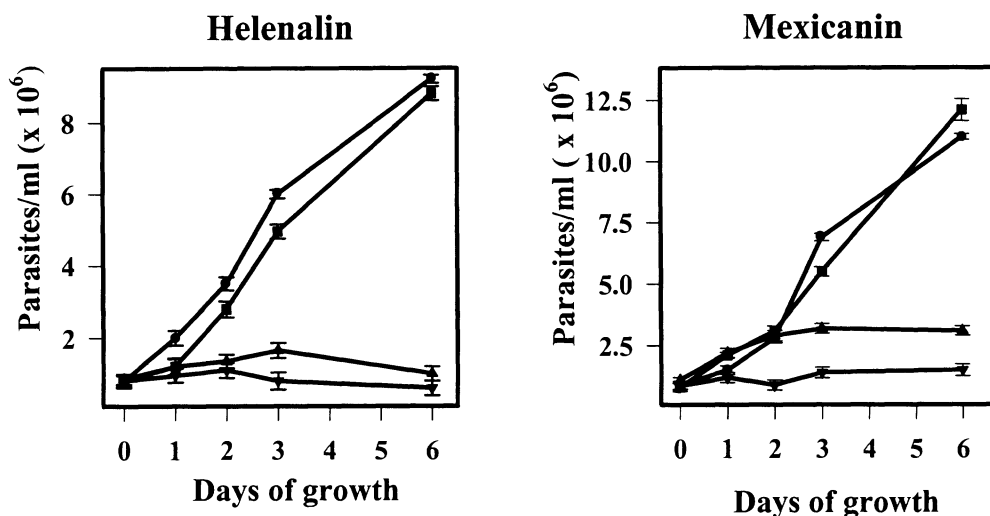 Helenalin
Parasites/ml (x 10⁶)
8
6
4
2
0 1 2 3 4 5 6
Days of growth
Mexicanin
Parasites/ml ( x 10⁶)
12.5
10.0
7.5
5.0
2.5
0 1 2 3 4 5 6
Days of growth